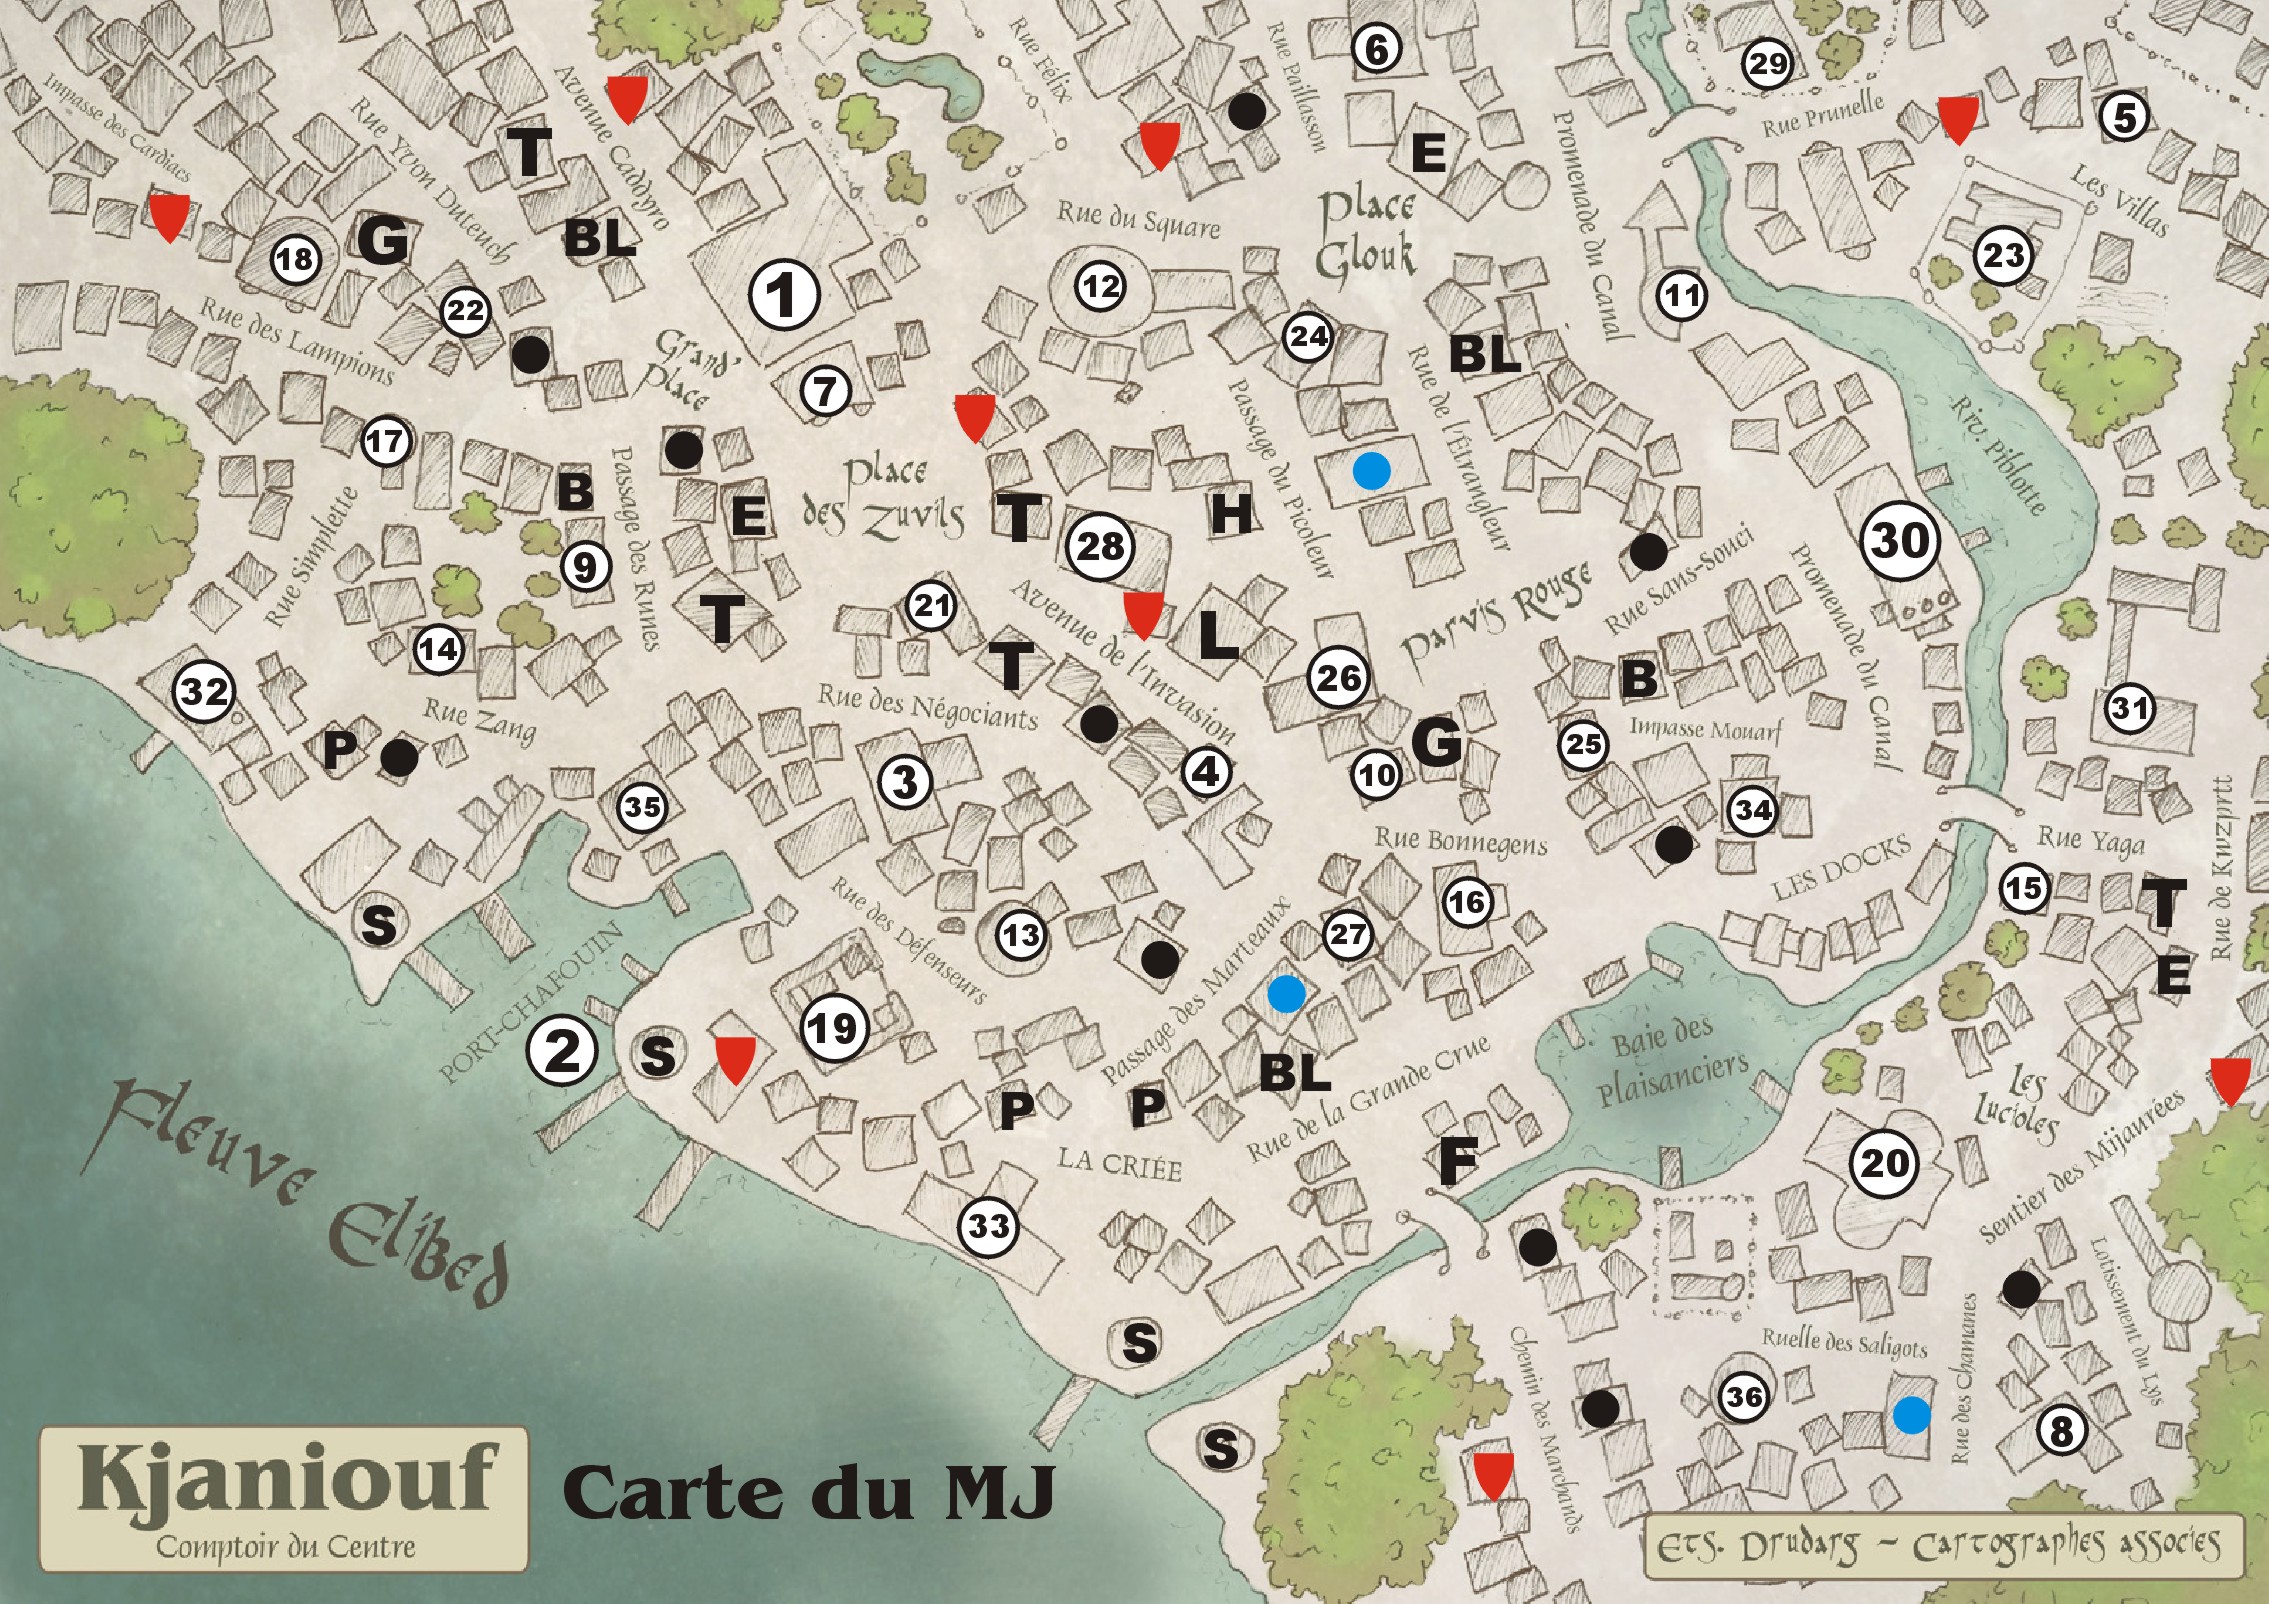 Rue Félix
Rue Paillasson
6
29
Impasse des Cardiacs
Rue Yvon Duteuch
Avenue Caddyro
T
E
Promenade du Canal
Rue Prunelle
5
Les Villas
G
18
BL
Rue du Square
Place
Glouk
23
22
1
12
11
Rue des Lampions
Grand'
Place
7
24
BL
Passage du Picoleur
Rue de l'Étrangleur
Riv. Piblotte
17
B
Passage des Runes
E
Place
des Zuvils
T
28
H
30
Rue Simplette
9
T
21
Avenue de l'Invasion
L
Parvis Rouge
Rue Sans-Souci
Promenade du Canal
14
T
26
B
32
P
Rue Zang
Rue des Négociants
G
25
Impasse Mouarf
31
35
3
4
10
34
Rue Bonnegens
LES DOCKS
Rue Yaga
Rue de Knzprtt
S
Rue des Défenseurs
13
Passage des Marteaux
27
16
15
T
E
PORT-CHAFOUIN
2
S
19
P
P
BL
Rue de la Grande Crue
Baie des
Plaisanciers
Les
Lucioles
Sentier des Mijaurées
Fleuve Elibed
LA CRIÉE
F
20
33
S
S
Chemin des Marchands
Ruelle des Saligots
Rue des Chamanes
Lotissement du Lys
36
8
Kjaniouf
Comptoir du Centre
Carte du MJ
Ets. Drudarg ~ Cartographes associes